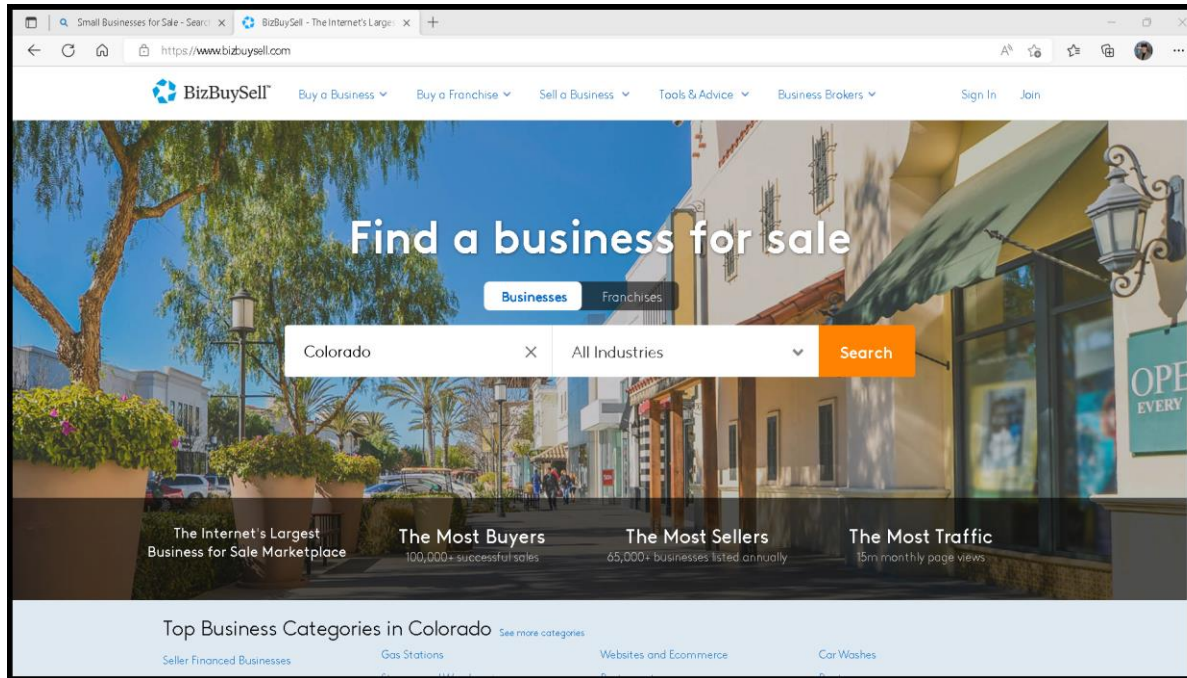 Small Businesses for Sale - Search
BizBuySell - The Internet's Larges
https://www.bizbuysell.com
BizBuySell
Buy a Business
Buy a Franchise
Sell a Business
Tools & Advice
Business Brokers
Sign In
Join
Find a business for sale
Businesses
Franchises
Colorado
All Industries
Search
OPE
EVERY
The Internet's Largest
Business for Sale Marketplace
The Most Buyers
100,000+ successful sales
The Most Sellers
65,000+ businesses listed annually
The Most Traffic
15m monthly page views
Top Business Categories in Colorado See more categories
Seller Financed Businesses
Gas Stations
Websites and Ecommerce
Car Washes